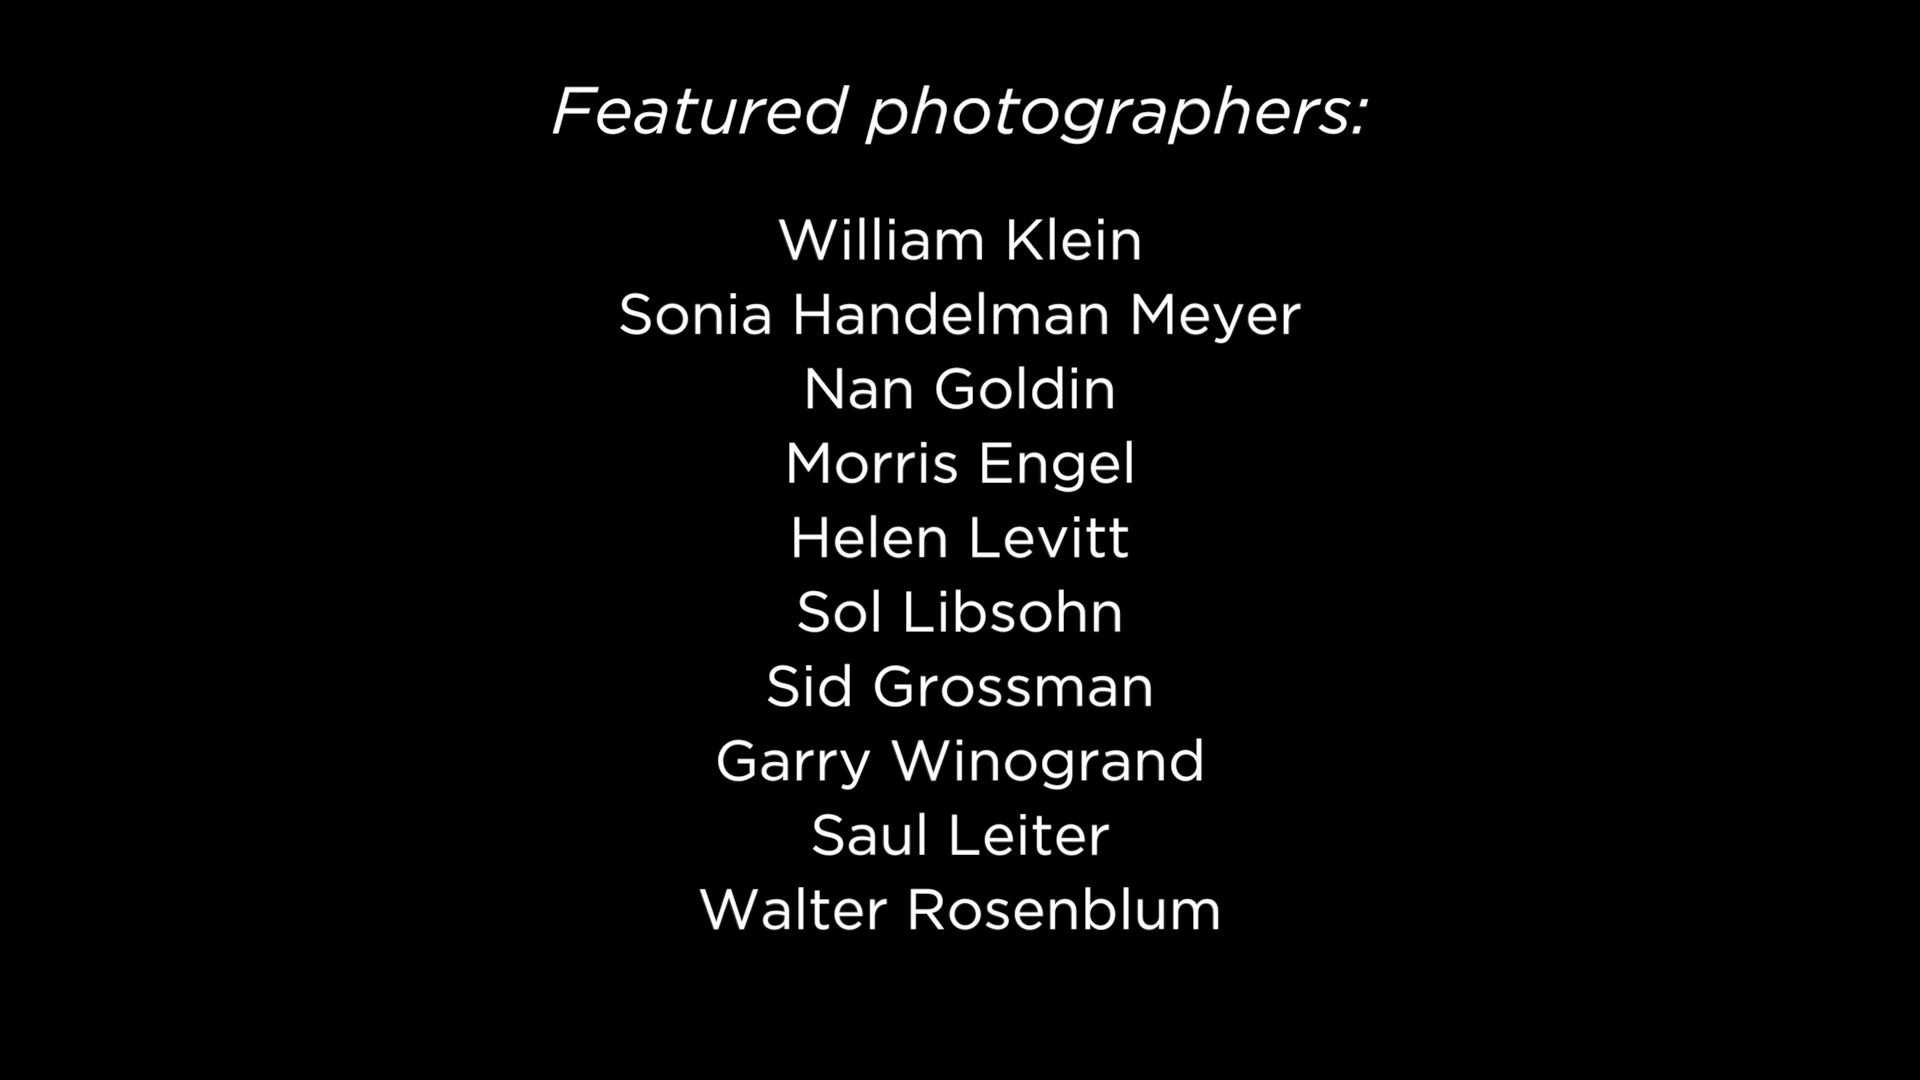 Featured photographers:
William Klein
Sonia Handelman Meyer
Nan Goldin
Morris Engel
Helen Levitt
Sol Libsohn
Sid Grossman
Garry Winogrand
Saul Leiter
Walter Rosenblum